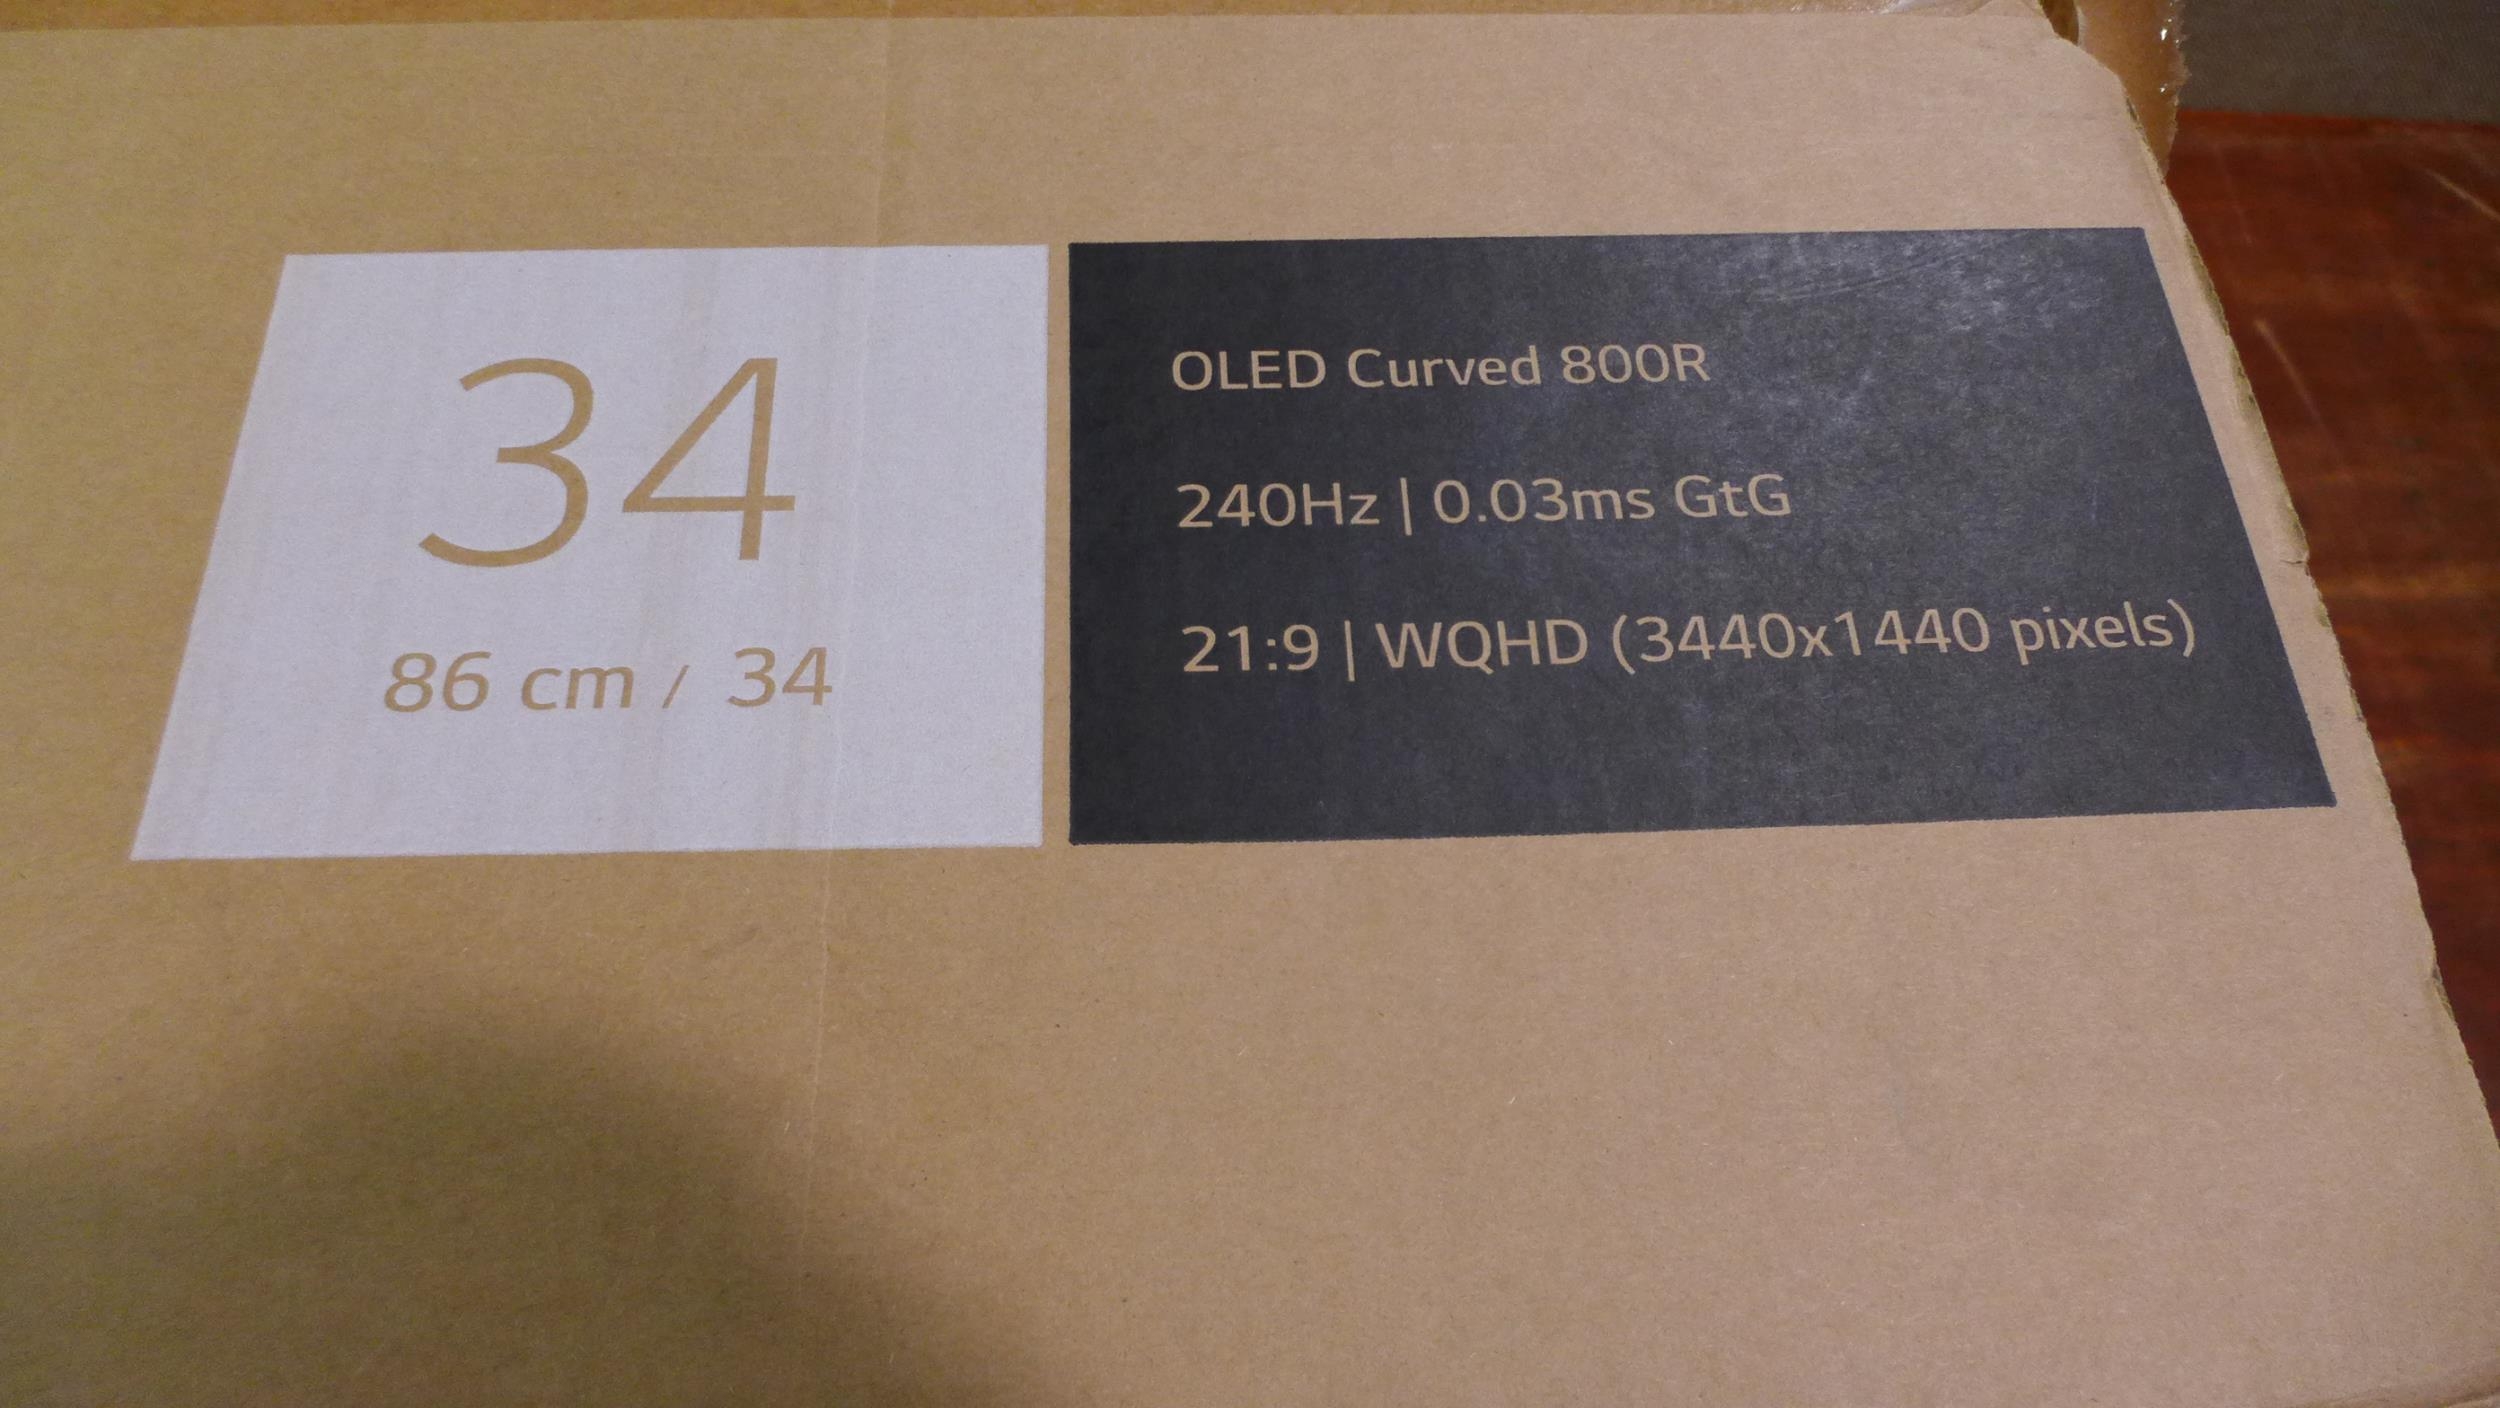 34
86 cm / 34
OLED Curved 800R
240Hz | 0.03ms GtG
21:9 | WQHD (3440x1440 pixels)